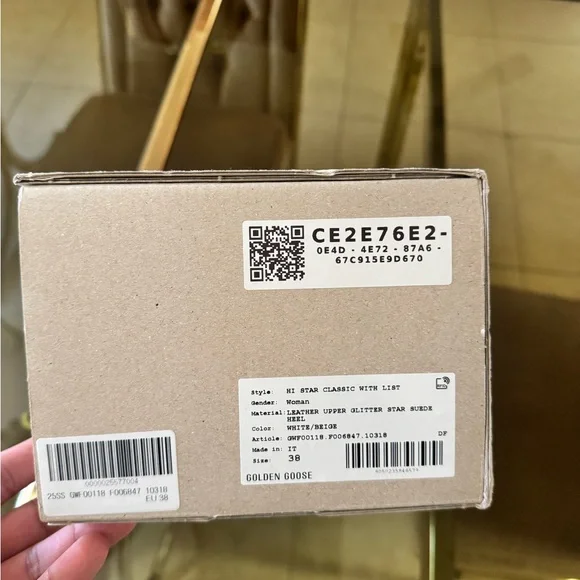 CE2E76E2-
0E4D - 4E72 - 87A6 -
67C915E9D670
Style: HI STAR CLASSIC WITH LIST
Gender: Woman
Material: LEATHER UPPER GLITTER STAR SUEDE
HEEL
Color: WHITE/BEIGE
Article: GWF00118.F006847.10318 DF
Made in: IT
Size: 38
GOLDEN GOOSE
0000025577004
25SS GWF00118 F006847 10318
EU 38